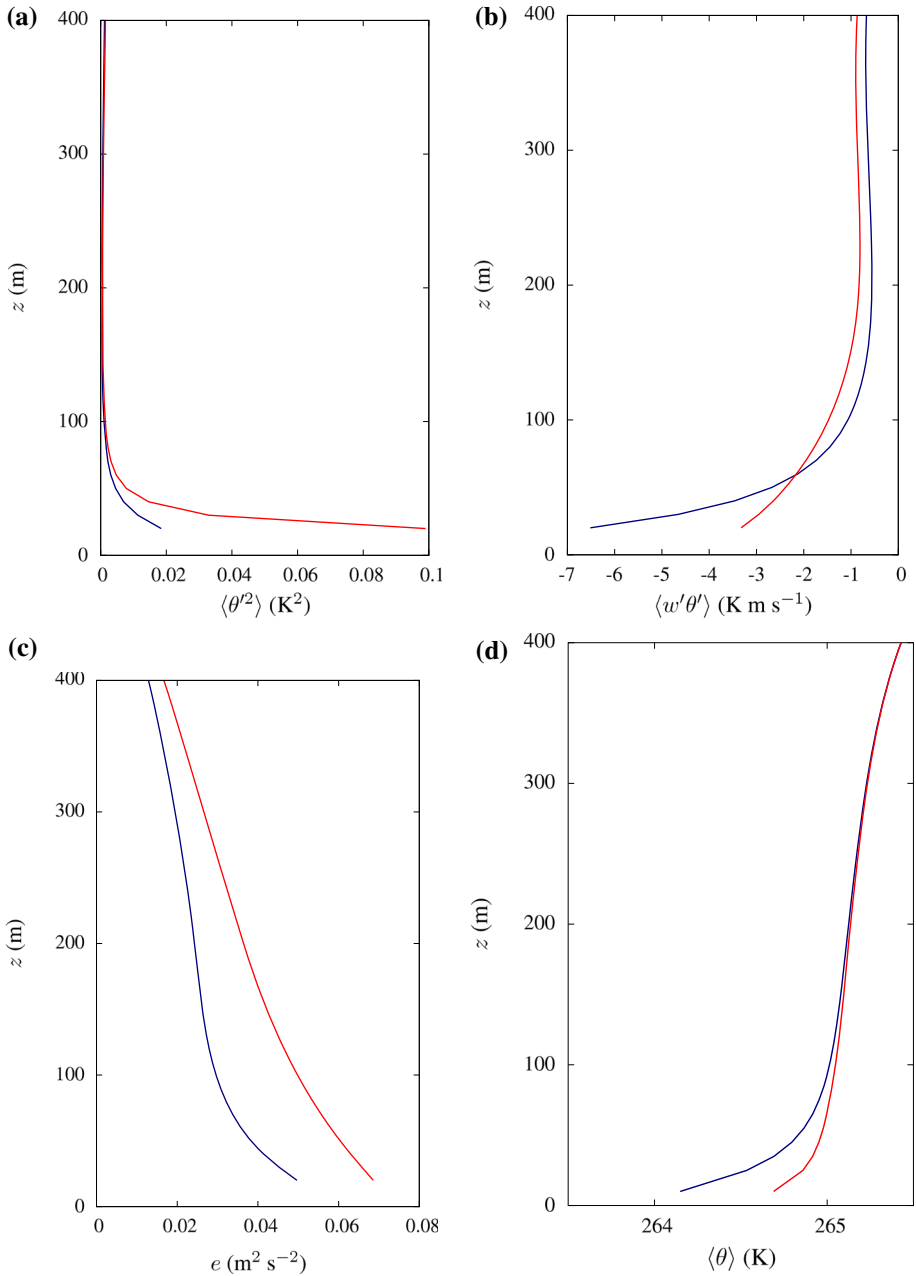 (a)
400
300
200
100
0
z (m)
0 0.02 0.04 0.06 0.08 0.1
⟨θ′²⟩ (K²)
(b)
400
300
200
100
0
z (m)
-7 -6 -5 -4 -3 -2 -1 0
⟨w′θ′⟩ (K m s⁻¹)
(c)
400
300
200
100
0
z (m)
0 0.02 0.04 0.06 0.08
e (m² s⁻²)
(d)
400
300
200
100
0
z (m)
264 265
⟨θ⟩ (K)